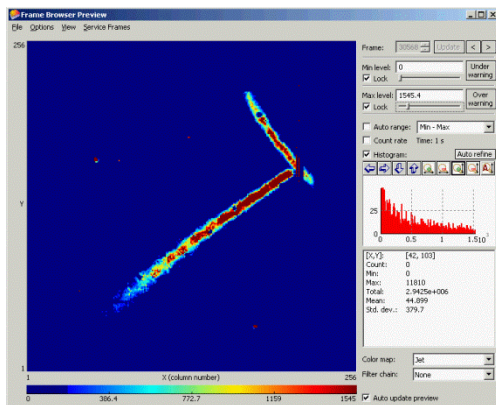 Frame Browser Preview
File Options View Service Frames
256
Y
1
1 X (column number) 256
0 386.4 772.7 1159 1545
Frame: 30568 Update < >
Min level: 0 Under warning
Lock
Max level: 1545.4 Over warning
Lock
Auto range: Min - Max
Count rate Time: 1 s
Histogram: Auto refine
25
0
0 0.5 1 1.5 10³
[X,Y]: [42, 103]
Count: 0
Min: 0
Max: 11810
Total: 2.9425e+006
Mean: 44.899
Std. dev.: 379.7
Color map: Jet
Filter chain: None
Auto update preview